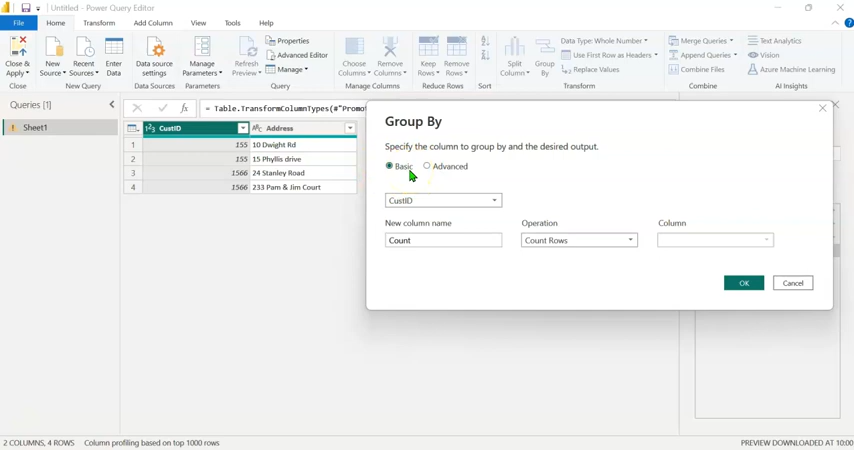 Untitled - Power Query Editor
File Home Transform Add Column View Tools Help
Close & Apply
New Source
Recent Sources
Enter Data
Data source settings
Manage Parameters
Refresh Preview
Properties
Advanced Editor
Manage
Choose Columns
Remove Columns
Keep Rows
Remove Rows
Split Column
Group By
Data Type: Whole Number
Use First Row as Headers
Replace Values
Merge Queries
Append Queries
Combine Files
Text Analytics
Vision
Azure Machine Learning
Close New Query Data Sources Parameters Query Manage Columns Reduce Rows Sort Transform Combine AI Insights
Queries [1]
Sheet1
fx = Table.TransformColumnTypes(#"Promo
123 CustID ABC Address
1 155 10 Dwight Rd
2 155 15 Phyllis drive
3 1566 24 Stanley Road
4 1566 233 Pam & Jim Court
Group By
Specify the column to group by and the desired output.
Basic Advanced
CustID
New column name Operation Column
Count Count Rows
OK Cancel
2 COLUMNS, 4 ROWS Column profiling based on top 1000 rows PREVIEW DOWNLOADED AT 10:00